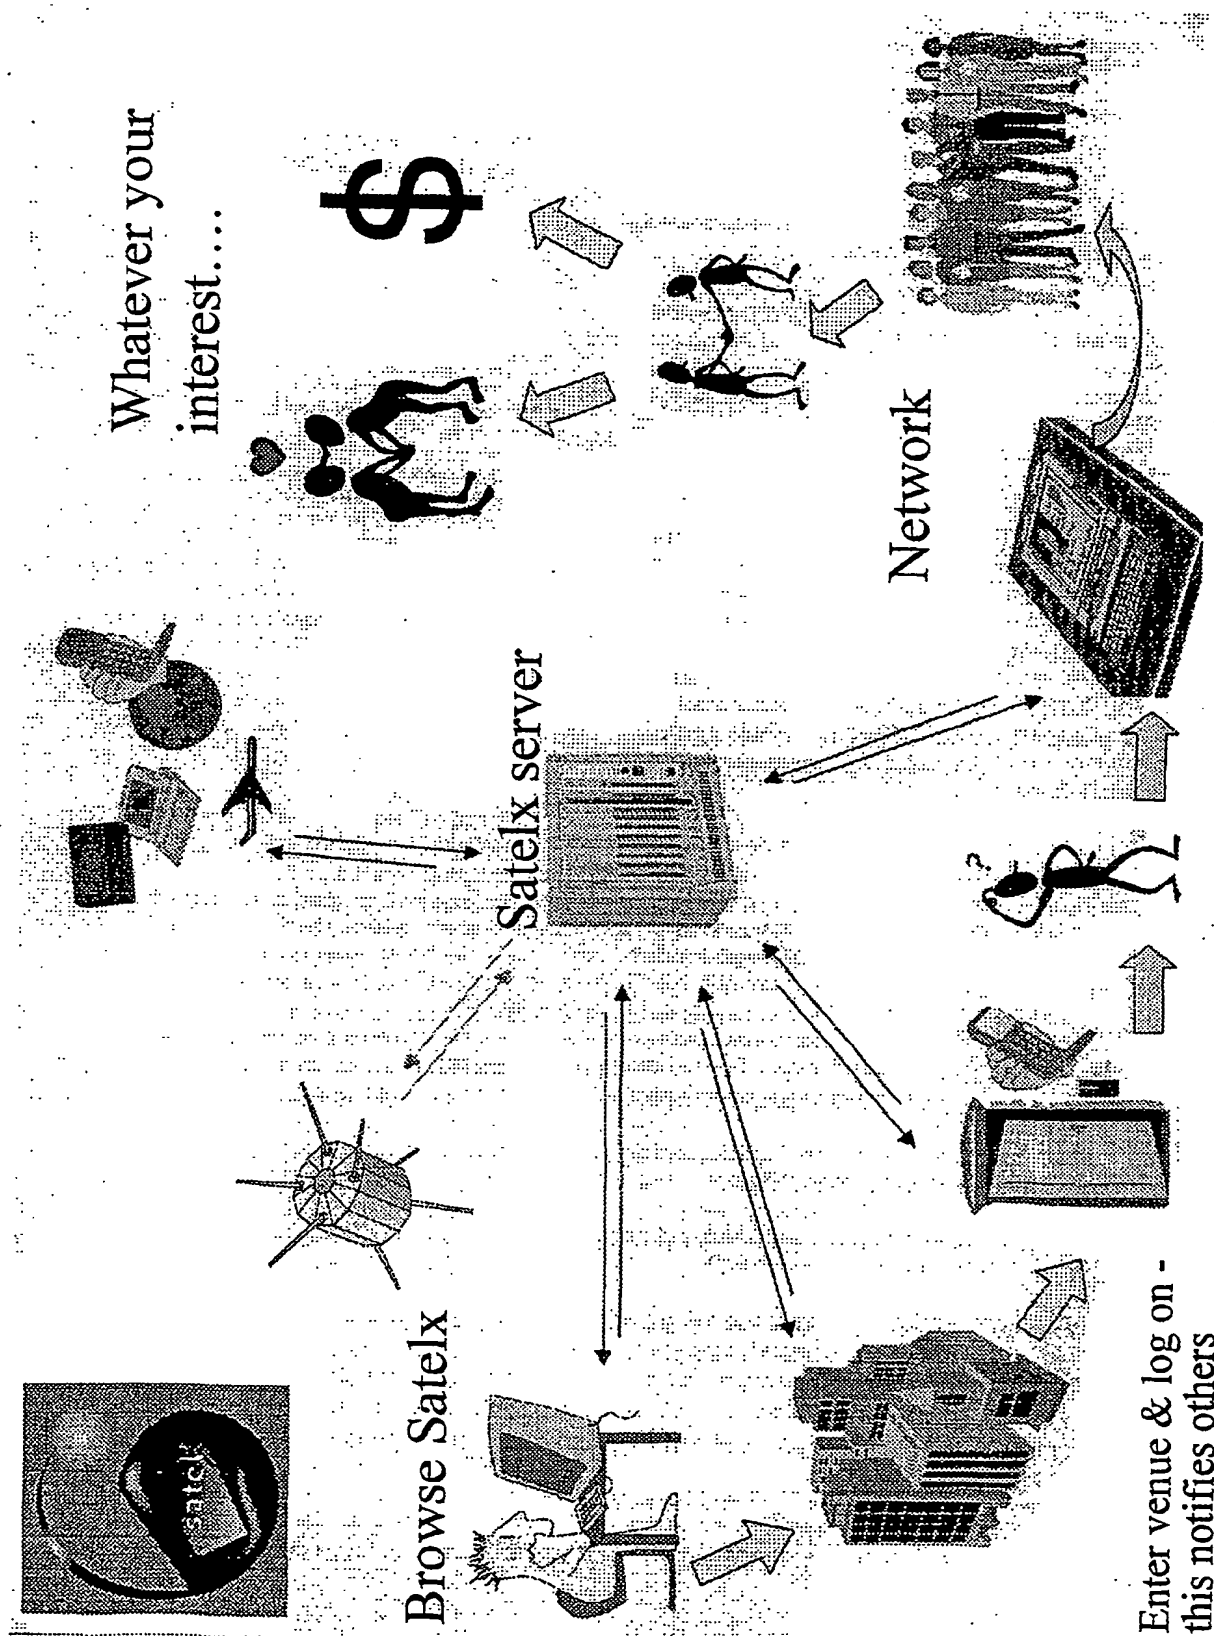 satelx
Browse Satelx
Satelx server
Whatever your
interest....
$
Network
?
Enter venue & log on -
this notifies others